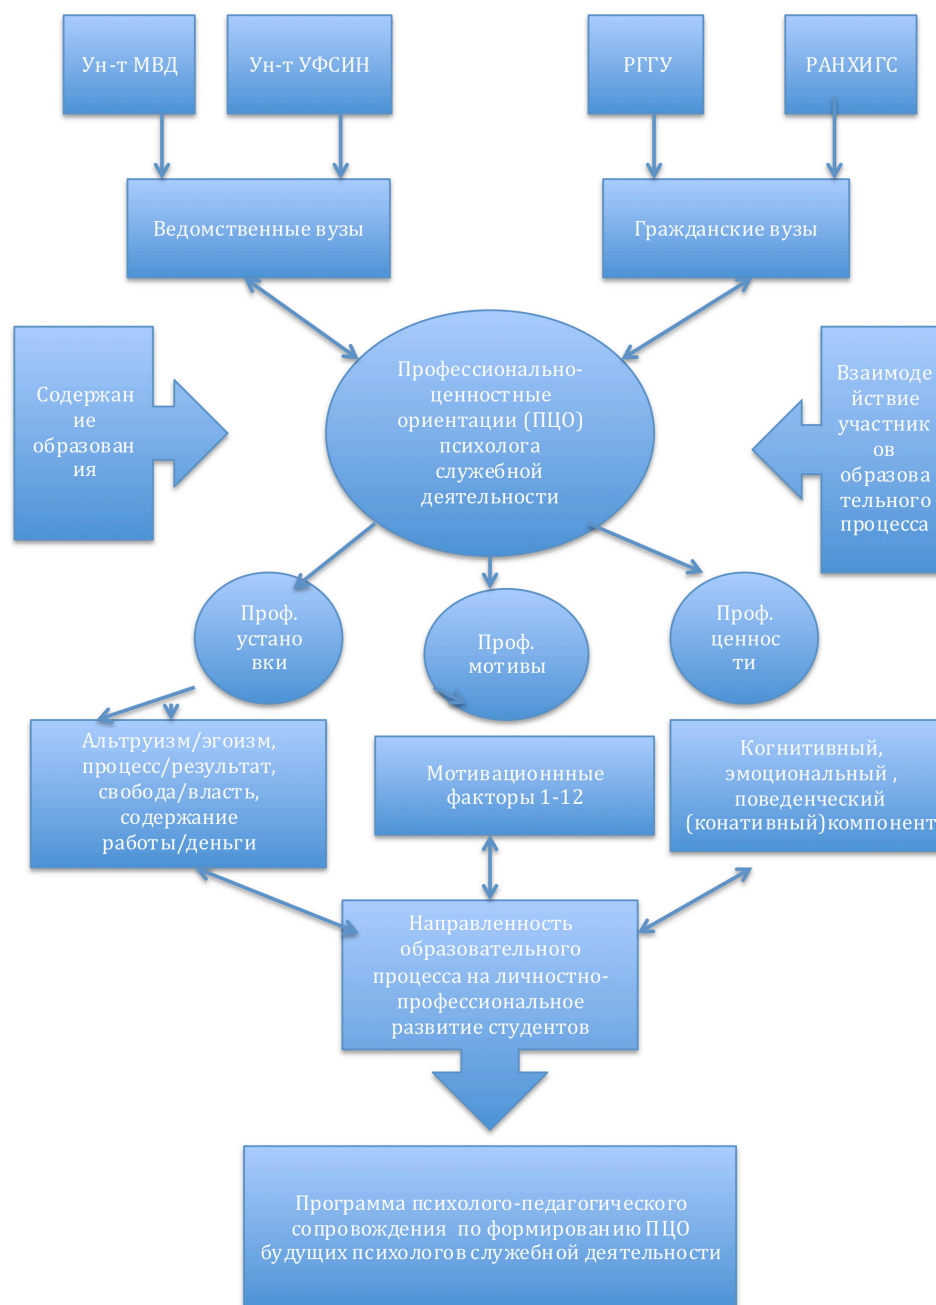 Ун-т МВД
Ун-т УФСИН
РГГУ
РАНХИГС
Ведомственные вузы
Гражданские вузы
Содержан
ие
образован
ия
Профессионально-
ценностные
ориентации (ПЦО)
психолога
служебной
деятельности
Взаимоде
йствие
участник
ов
образова
тельного
процесса
Проф.
устано
вки
Проф.
мотивы
Проф.
ценнос
ти
Альтруизм/эгоизм,
процесс/результат,
свобода/власть,
содержание
работы/деньги
Мотивационнные
факторы 1-12
Когнитивный,
эмоциональный ,
поведенческий
(конативный)компонент
Направленность
образовательного
процесса на личностно-
профессиональное
развитие студентов
Программа психолого-педагогического
сопровождения по формированию ПЦО
будущих психологов служебной деятельности